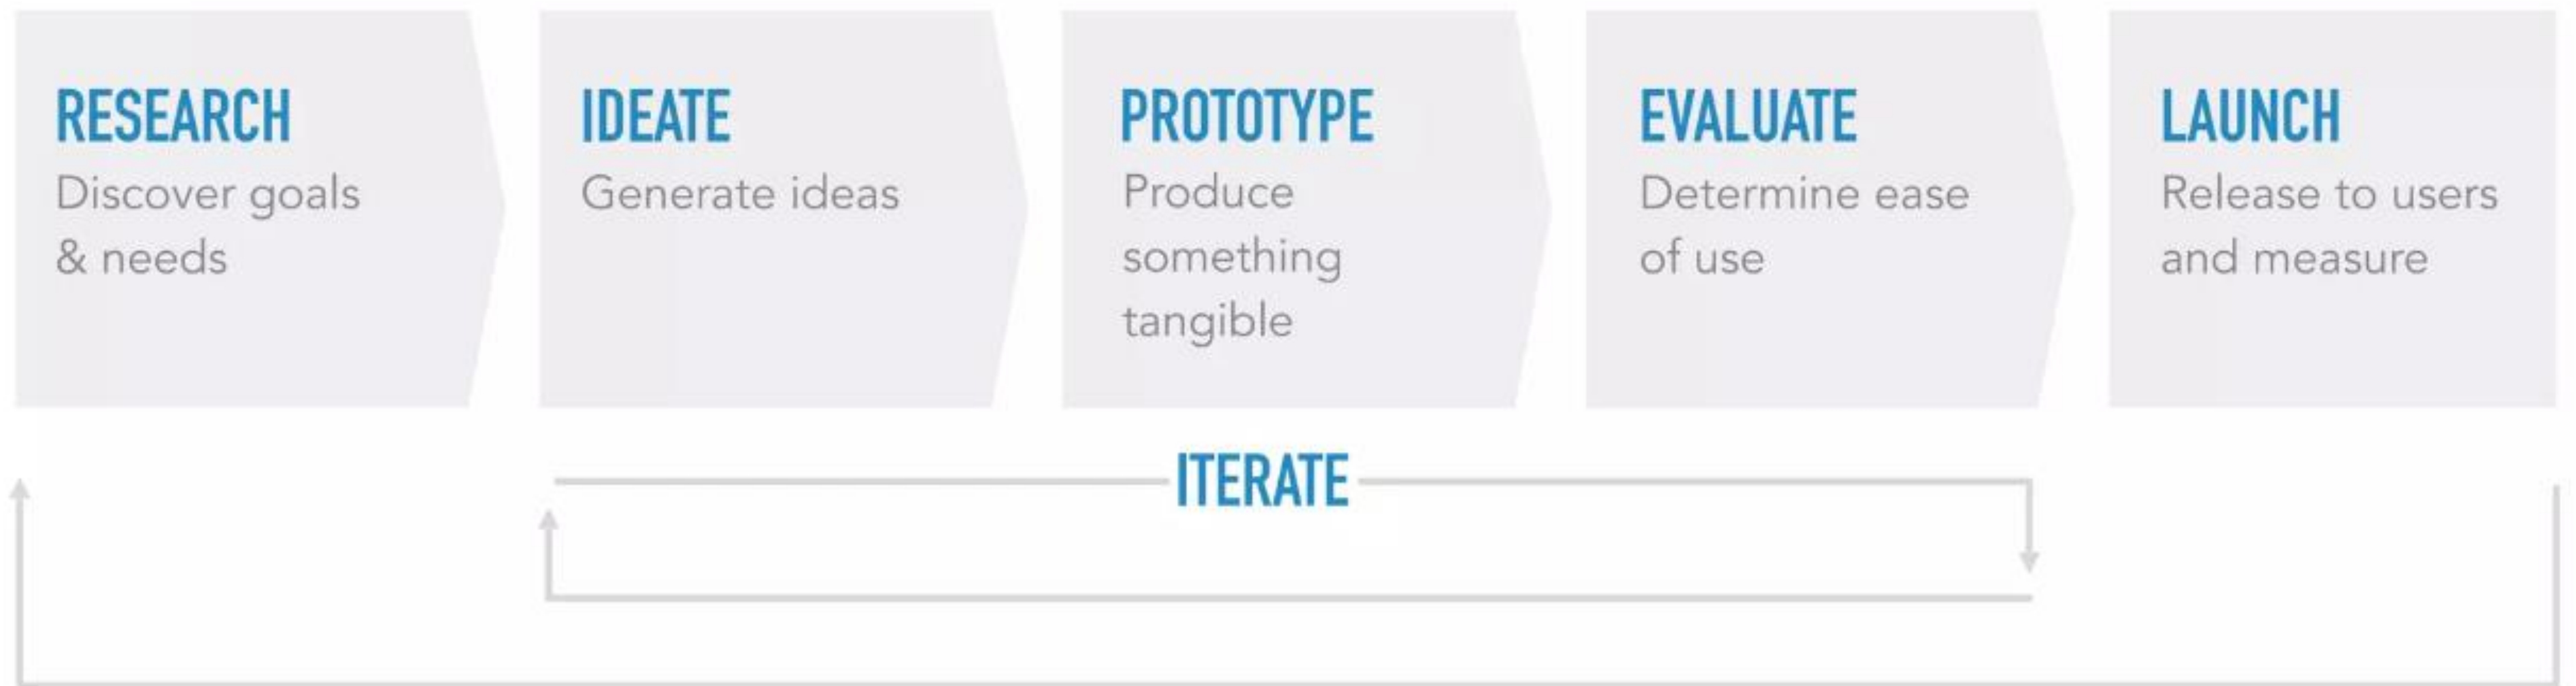 RESEARCH
Discover goals
& needs
IDEATE
Generate ideas
PROTOTYPE
Produce
something
tangible
EVALUATE
Determine ease
of use
LAUNCH
Release to users
and measure
ITERATE